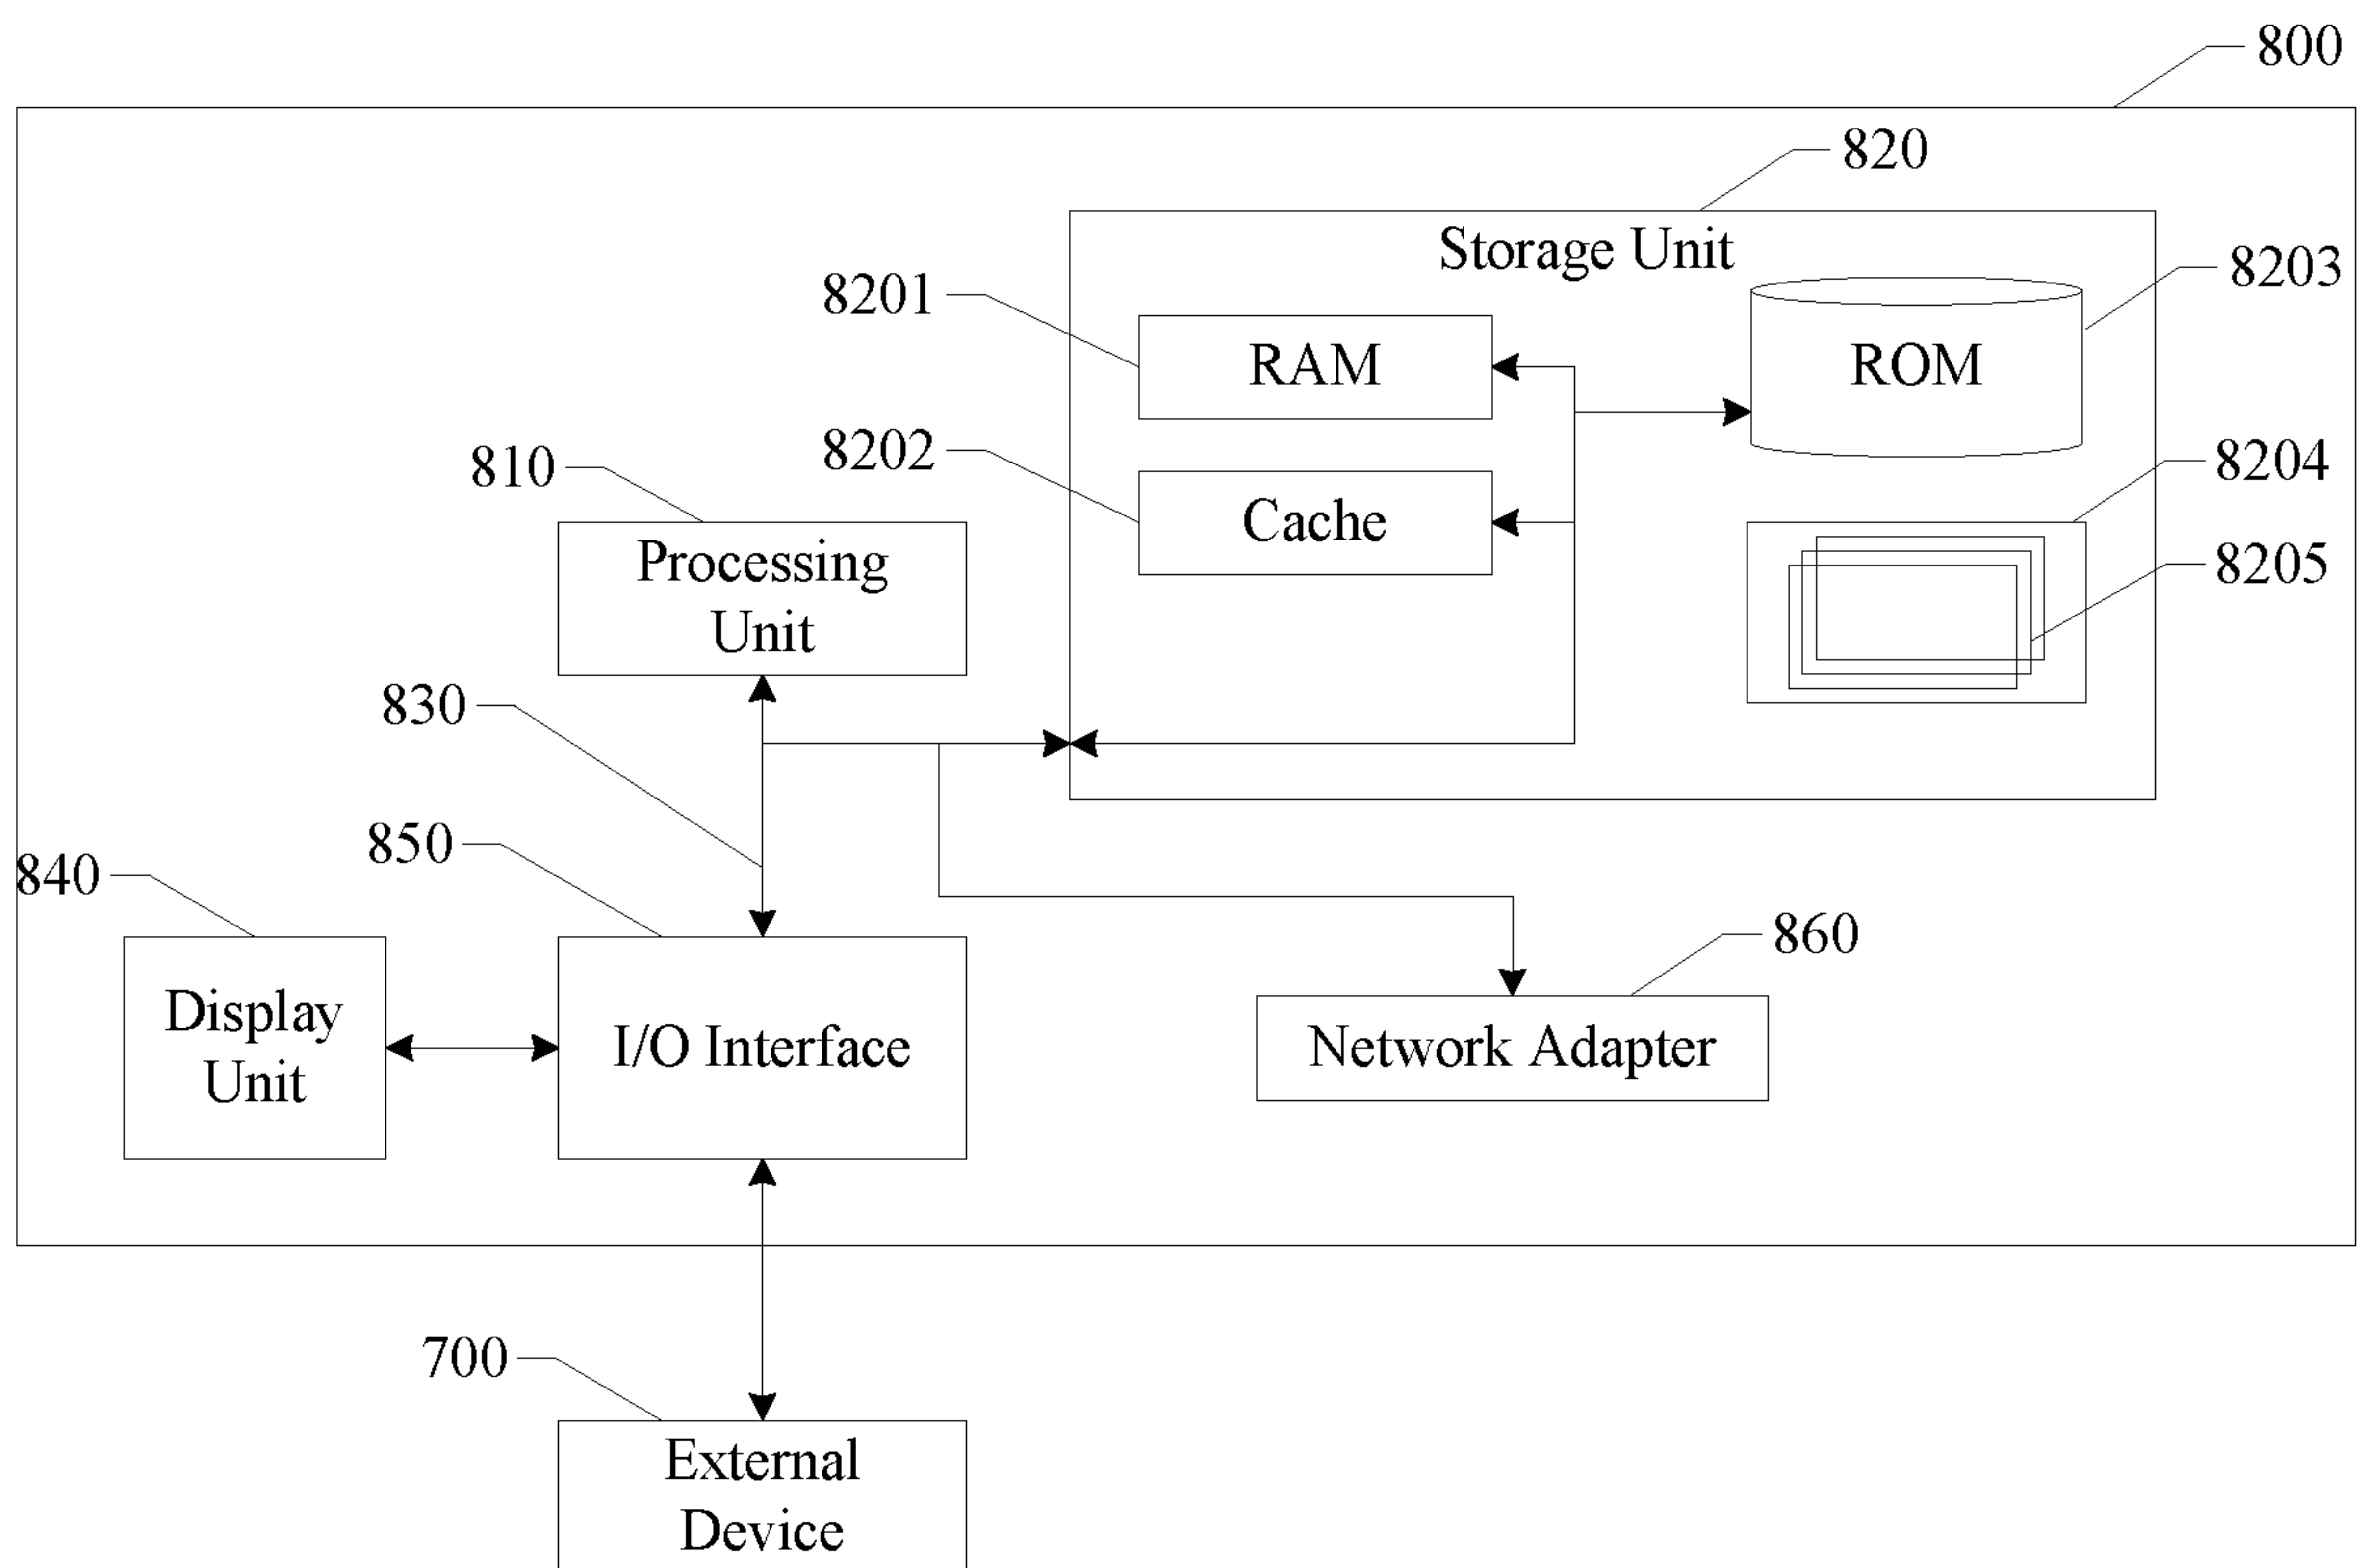 800
820
Storage Unit
8203
8201
RAM
ROM
8202
8204
810
Cache
8205
Processing
Unit
830
850
840
860
Display
Unit
I/O Interface
Network Adapter
700
External
Device